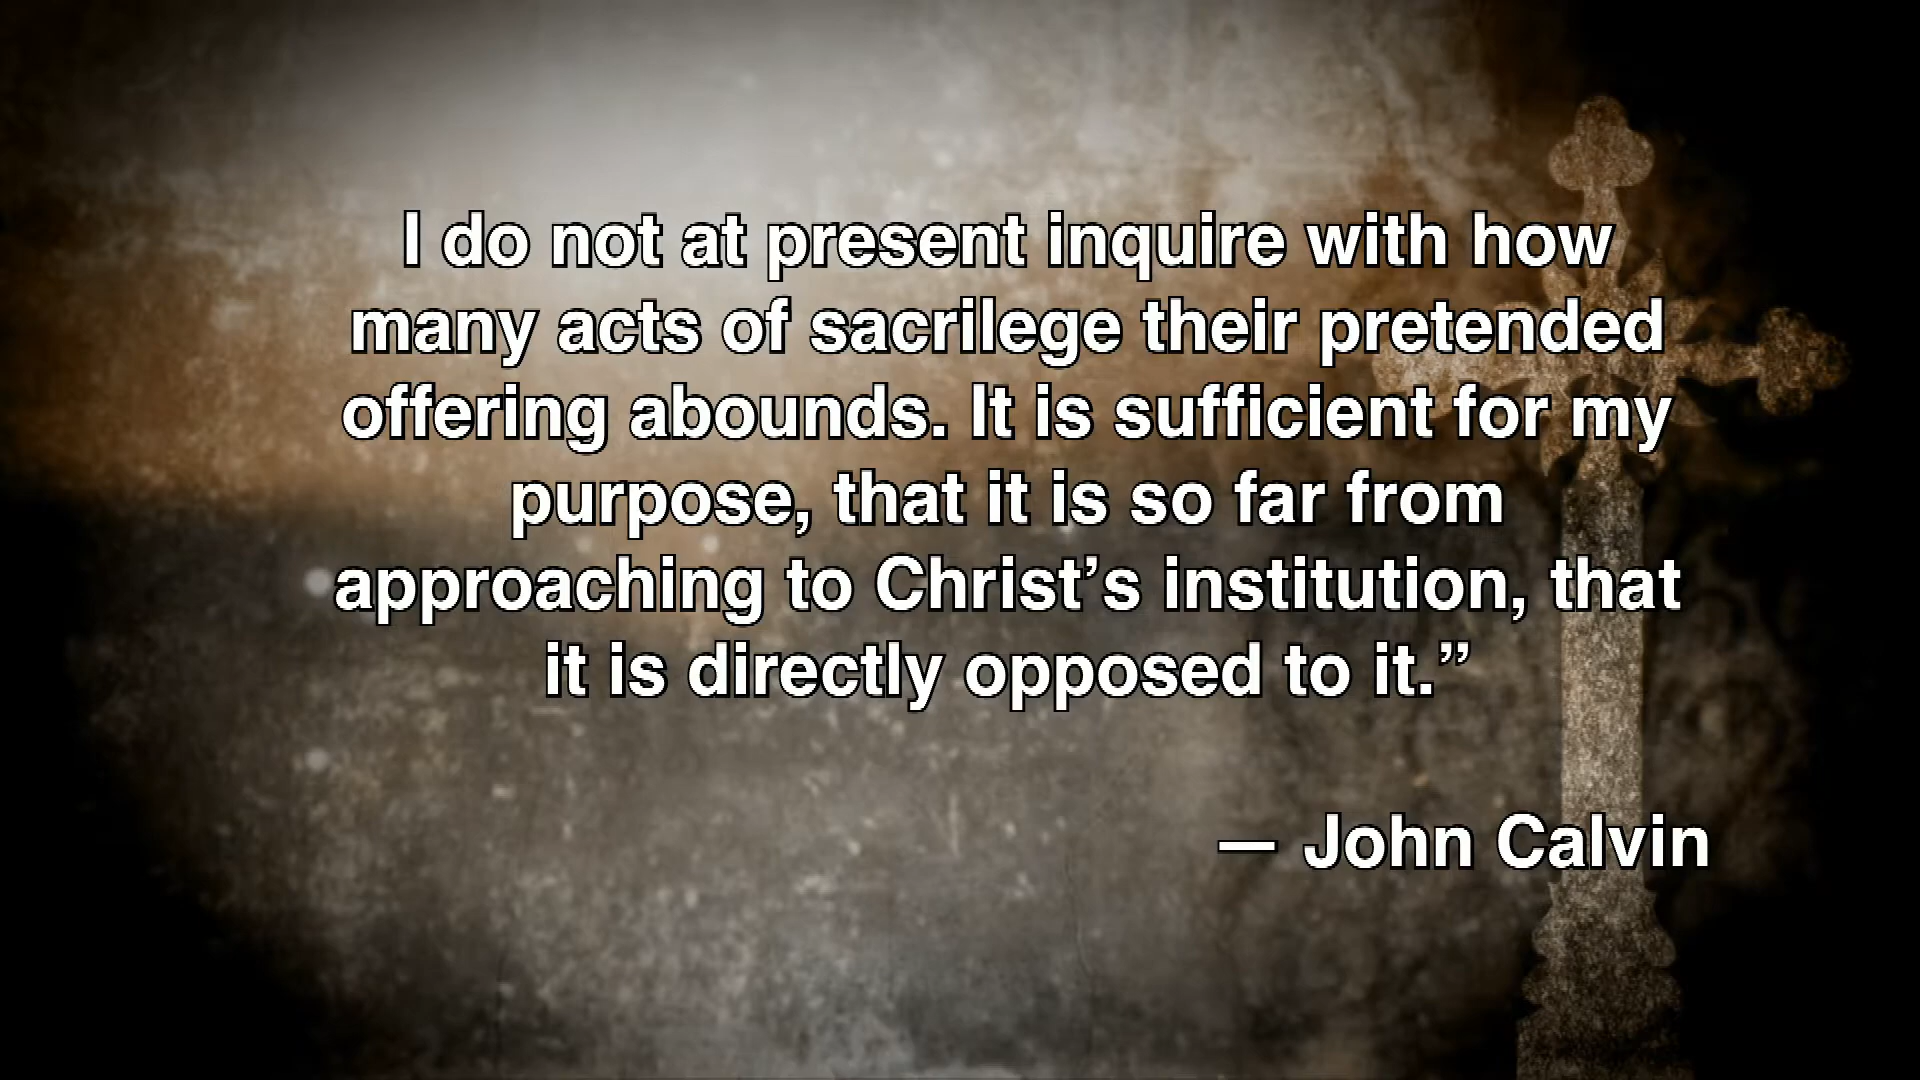 I do not at present inquire with how
many acts of sacrilege their pretended
offering abounds. It is sufficient for my
purpose, that it is so far from
approaching to Christ’s institution, that
it is directly opposed to it.”
— John Calvin